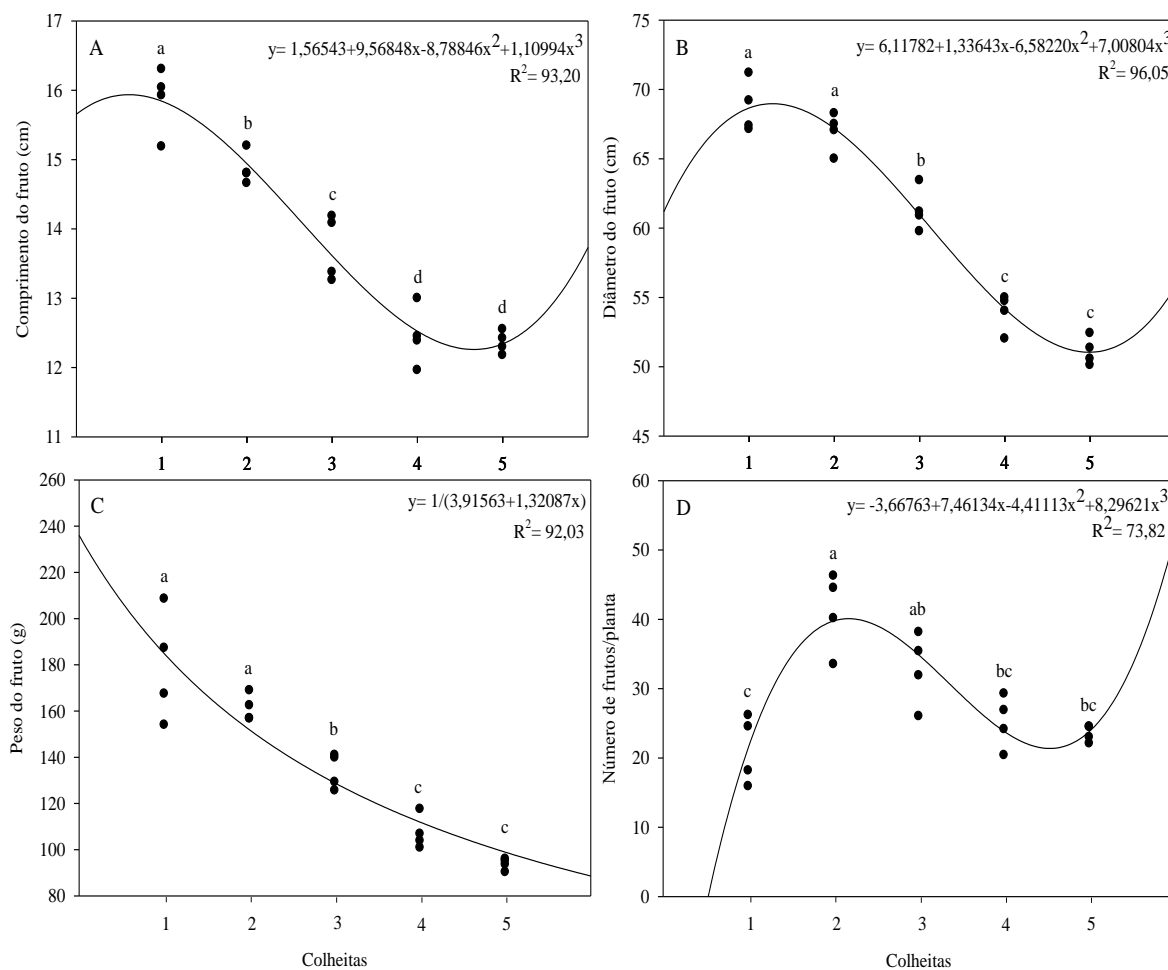 A
y= 1,56543+9,56848x-8,78846x²+1,10994x³
R²= 93,20
17
16
15
14
13
12
11
Comprimento do fruto (cm)
a
b
c
d
d
1 2 3 4 5
B
y= 6,11782+1,33643x-6,58220x²+7,00804x³
R²= 96,05
75
70
65
60
55
50
45
Diâmetro do fruto (cm)
a
a
b
c
c
1 2 3 4 5
C
y= 1/(3,91563+1,32087x)
R²= 92,03
260
240
220
200
180
160
140
120
100
80
Peso do fruto (g)
a
a
b
c
c
1 2 3 4 5
Colheitas
D
y= -3,66763+7,46134x-4,41113x²+8,29621x³
R²= 73,82
60
50
40
30
20
10
0
Número de frutos/planta
c
a
ab
bc
bc
1 2 3 4 5
Colheitas